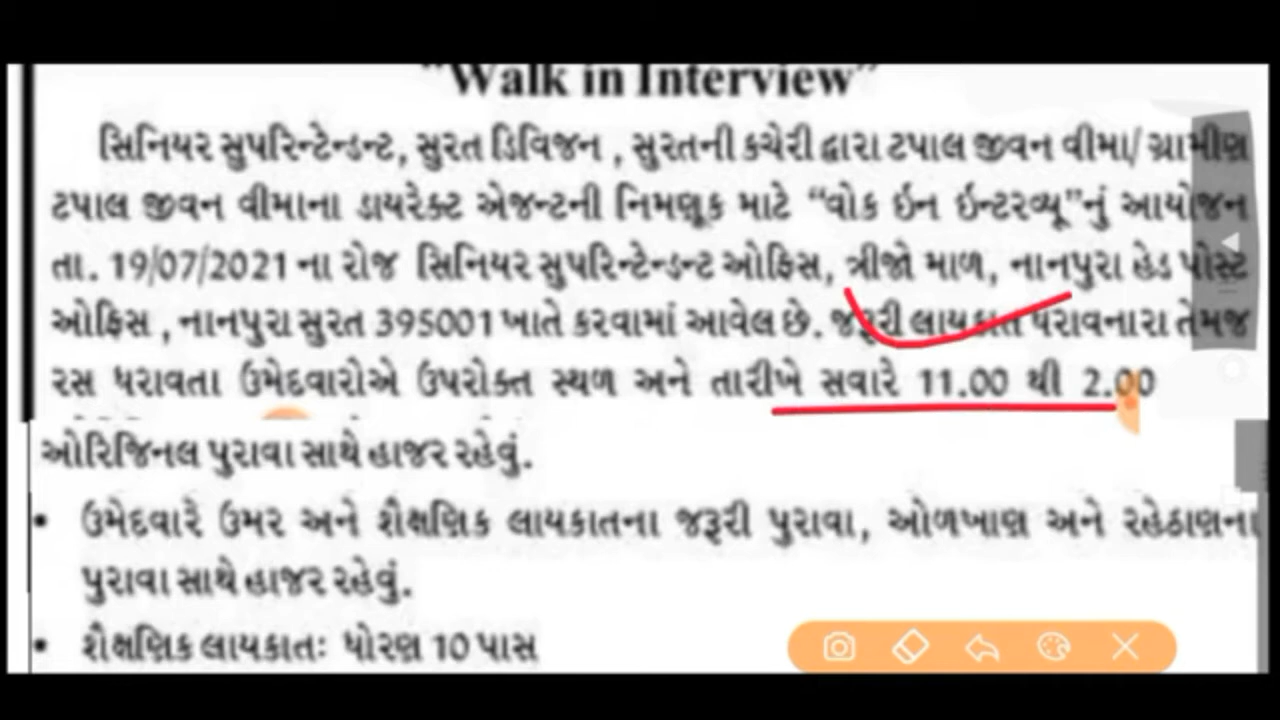 "Walk in Interview"
સિનિયર સુપરિન્ટેન્ડન્ટ, સુરત ડિવિજન , સુરતની કચેરી દ્વારા ટપાલ જીવન વીમા/ ગ્રામીણ
ટપાલ જીવન વીમાના ડાયરેક્ટ એજન્ટની નિમણૂક માટે “વોક ઇન ઇન્ટરવ્યૂ”નું આયોજન
તા. 19/07/2021 ના રોજ સિનિયર સુપરિન્ટેન્ડન્ટ ઓફિસ, ત્રીજો માળ, નાનપુરા હેડ પોસ્ટ
ઓફિસ , નાનપુરા સુરત 395001 ખાતે કરવામાં આવેલ છે. જરૂરી લાયકાત ધરાવનારા તેમજ
રસ ધરાવતા ઉમેદવારોએ ઉપરોક્ત સ્થળ અને તારીખે સવારે 11.00 થી 2.00
ઓરિજિનલ પુરાવા સાથે હાજર રહેવું.
• ઉમેદવારે ઉમર અને શૈક્ષણિક લાયકાતના જરૂરી પુરાવા, ઓળખાણ અને રહેઠાણના
પુરાવા સાથે હાજર રહેવું.
• શૈક્ષણિક લાયકાતઃ ધોરણ 10 પાસ